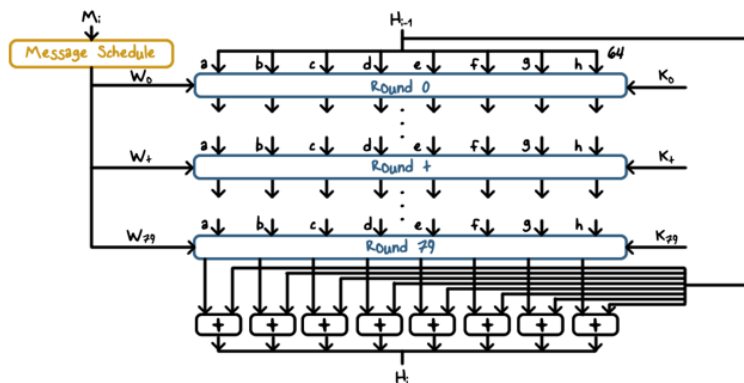 Mi Hi-1
Message Schedule 64
a b c d e f g h
W0 Round 0 K0
a b c d e f g h
Wt Round t Kt
a b c d e f g h
W79 Round 79 K79
+ + + + + + + +
Hi